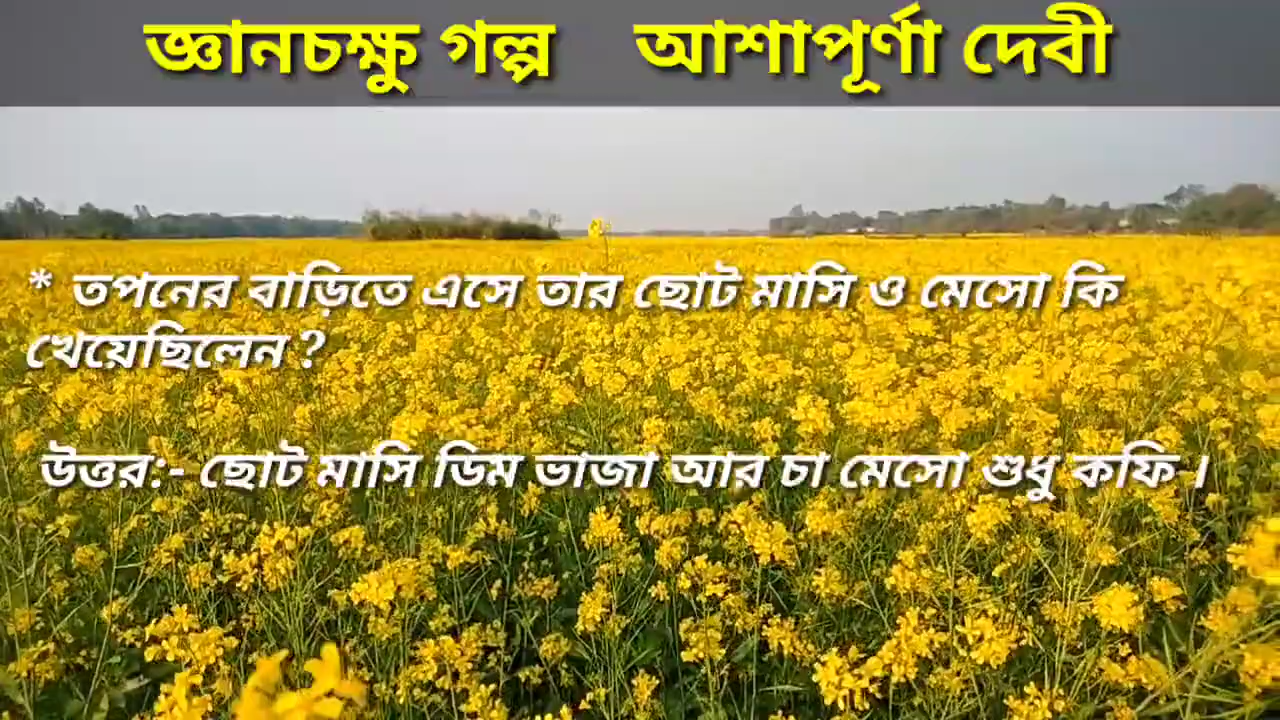 জ্ঞানচক্ষু গল্প আশাপূর্ণা দেবী
* তপনের বাড়িতে এসে তার ছোট মাসি ও মেসো কি
খেয়েছিলেন ?
উত্তর:- ছোট মাসি ডিম ভাজা আর চা মেসো শুধু কফি ।